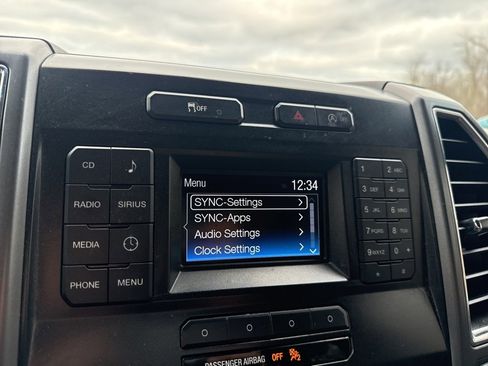 OFF
OFF
Menu 12:34
SYNC-Settings
SYNC-Apps
Audio Settings
Clock Settings
CD
RADIO SIRIUS
MEDIA
PHONE MENU
1 2 ABC
3 DEF 4 GHI
5 JKL 6 MNO
7 PQRS 8 TUV
9 WXYZ 0 +
* #
PASSENGER AIRBAG OFF